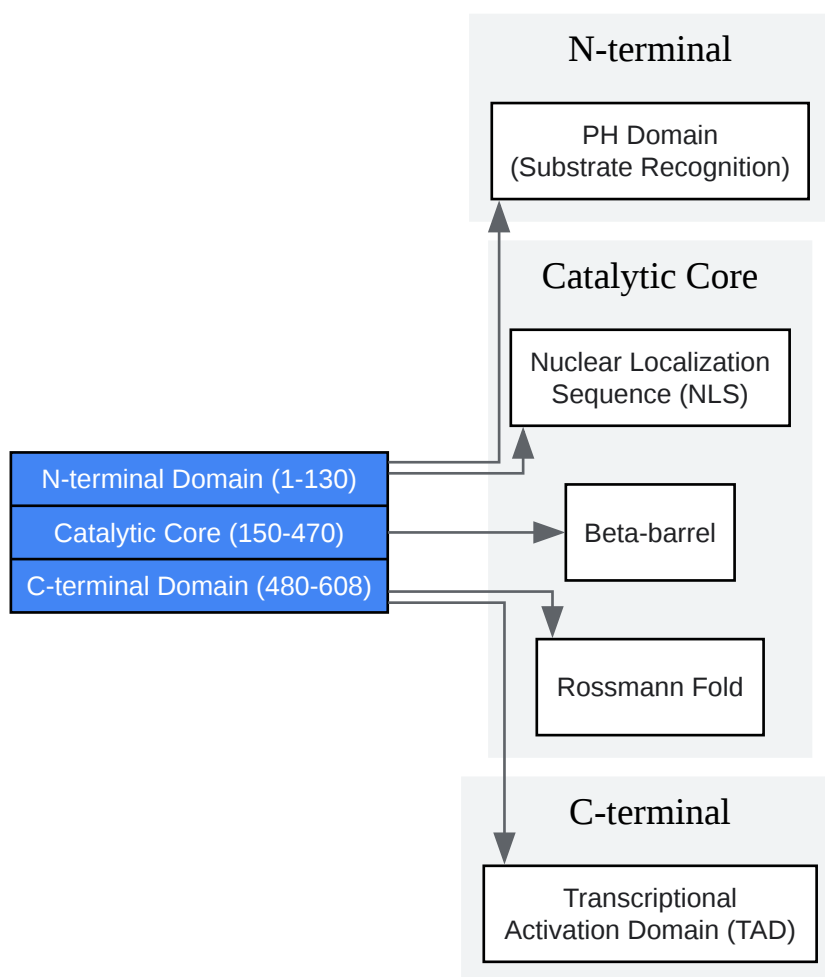 N-terminal
PH Domain
(Substrate Recognition)
Catalytic Core
Nuclear Localization
Sequence (NLS)
N-terminal Domain (1-130)
Catalytic Core (150-470)
C-terminal Domain (480-608)
Beta-barrel
Rossmann Fold
C-terminal
Transcriptional
Activation Domain (TAD)